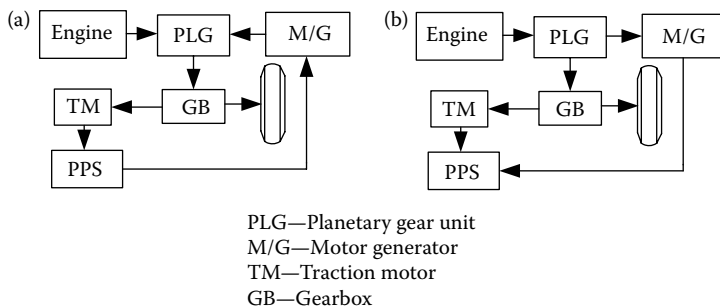 (a)
Engine
PLG
M/G
TM
GB
PPS
(b)
Engine
PLG
M/G
TM
GB
PPS
PLG—Planetary gear unit
M/G—Motor generator
TM—Traction motor
GB—Gearbox